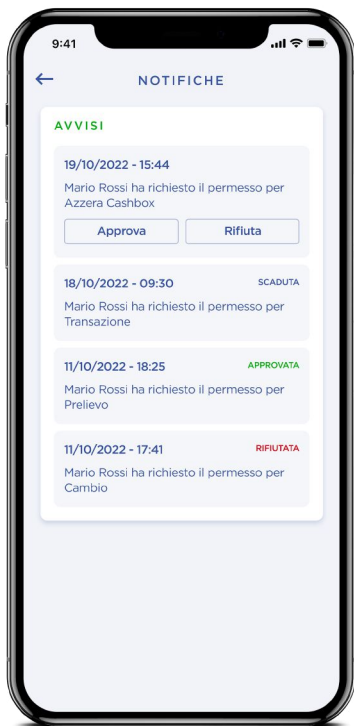 9:41
NOTIFICHE
AVVISI
19/10/2022 - 15:44
Mario Rossi ha richiesto il permesso per
Azzera Cashbox
Approva Rifiuta
18/10/2022 - 09:30 SCADUTA
Mario Rossi ha richiesto il permesso per
Transazione
11/10/2022 - 18:25 APPROVATA
Mario Rossi ha richiesto il permesso per
Prelievo
11/10/2022 - 17:41 RIFIUTATA
Mario Rossi ha richiesto il permesso per
Cambio